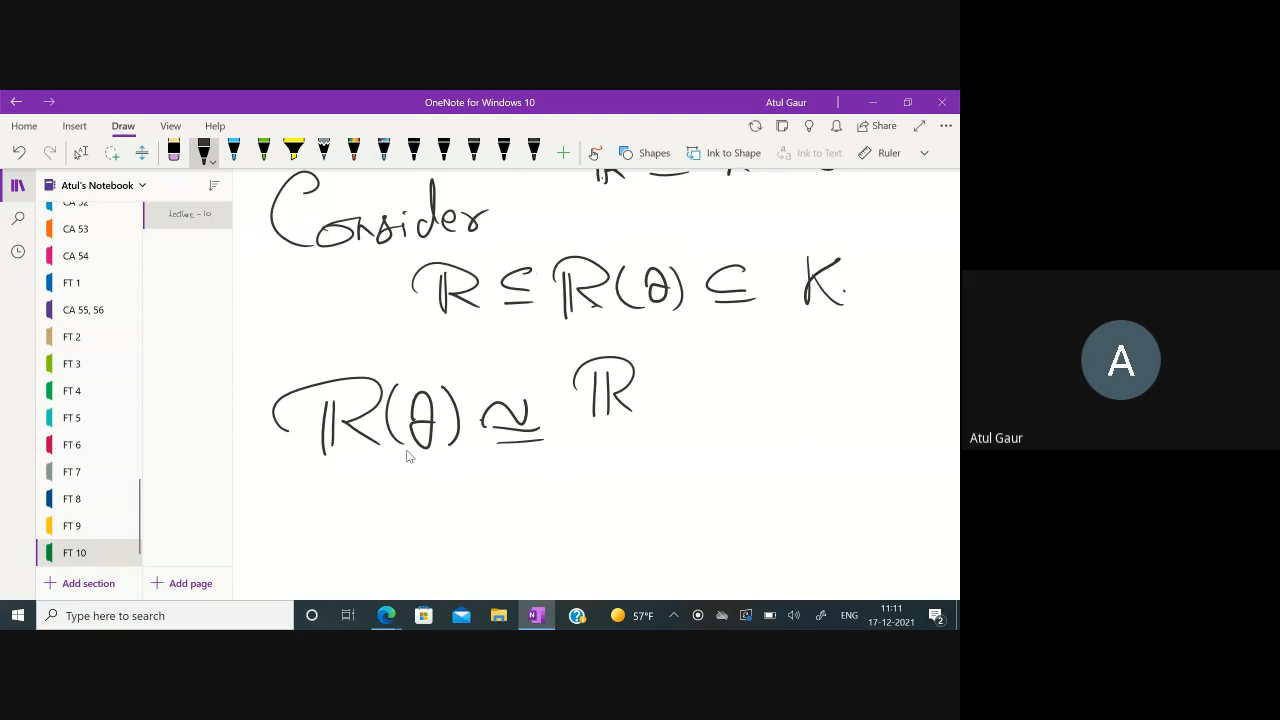 OneNote for Windows 10
Atul Gaur
Home Insert Draw View Help
Share
Shapes Ink to Shape Ink to Text Ruler
Atul's Notebook
Lecture - 10
CA 53
CA 54
FT 1
CA 55, 56
FT 2
FT 3
FT 4
FT 5
FT 6
FT 7
FT 8
FT 9
FT 10
Add section Add page
Consider
ℝ ⊆ ℝ(θ) ⊆ K.
ℝ(θ) ≅ ℝ
A
Atul Gaur
Type here to search
57°F
ENG
11:11
17-12-2021
2